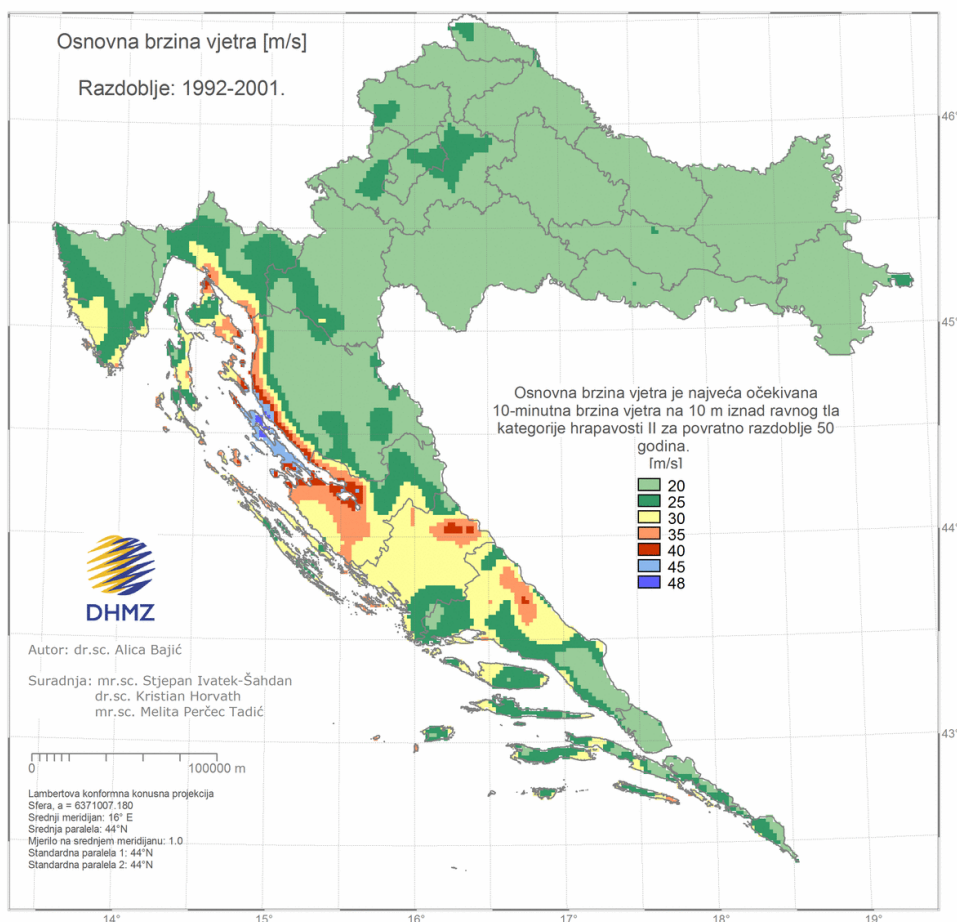 Osnovna brzina vjetra [m/s]
Razdoblje: 1992-2001.
46°
45°
Osnovna brzina vjetra je najveća očekivana
10-minutna brzina vjetra na 10 m iznad ravnog tla
kategorije hrapavosti II za povratno razdoblje 50
godina.
[m/s]
20
25
30
35
40
45
48
44°
DHMZ
Autor: dr.sc. Alica Bajić
Suradnja: mr.sc. Stjepan Ivatek-Šahdan
dr.sc. Kristian Horvath
mr.sc. Melita Perčec Tadić
43°
0 100000 m
Lambertova konformna konusna projekcija
Sfera, a = 6371007.180
Srednji meridijan: 16° E
Srednja paralela: 44°N
Mjerilo na srednjem meridijanu: 1.0
Standardna paralela 1: 44°N
Standardna paralela 2: 44°N
14° 15° 16° 17° 18° 19°